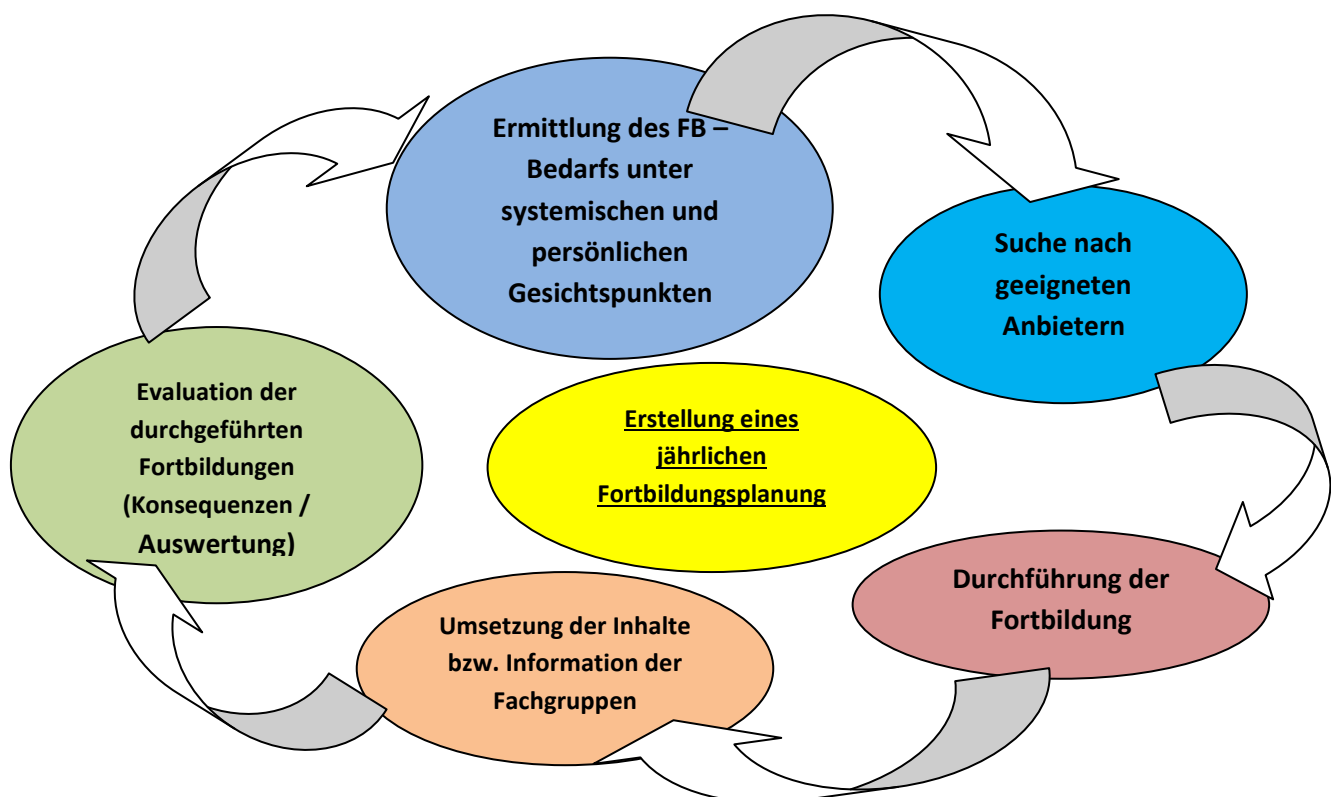 Ermittlung des FB –
Bedarfs unter
systemischen und
persönlichen
Gesichtspunkten
Suche nach
geeigneten
Anbietern
Durchführung der
Fortbildung
Umsetzung der Inhalte
bzw. Information der
Fachgruppen
Evaluation der
durchgeführten
Fortbildungen
(Konsequenzen /
Auswertung)
Erstellung eines
jährlichen
Fortbildungsplanung